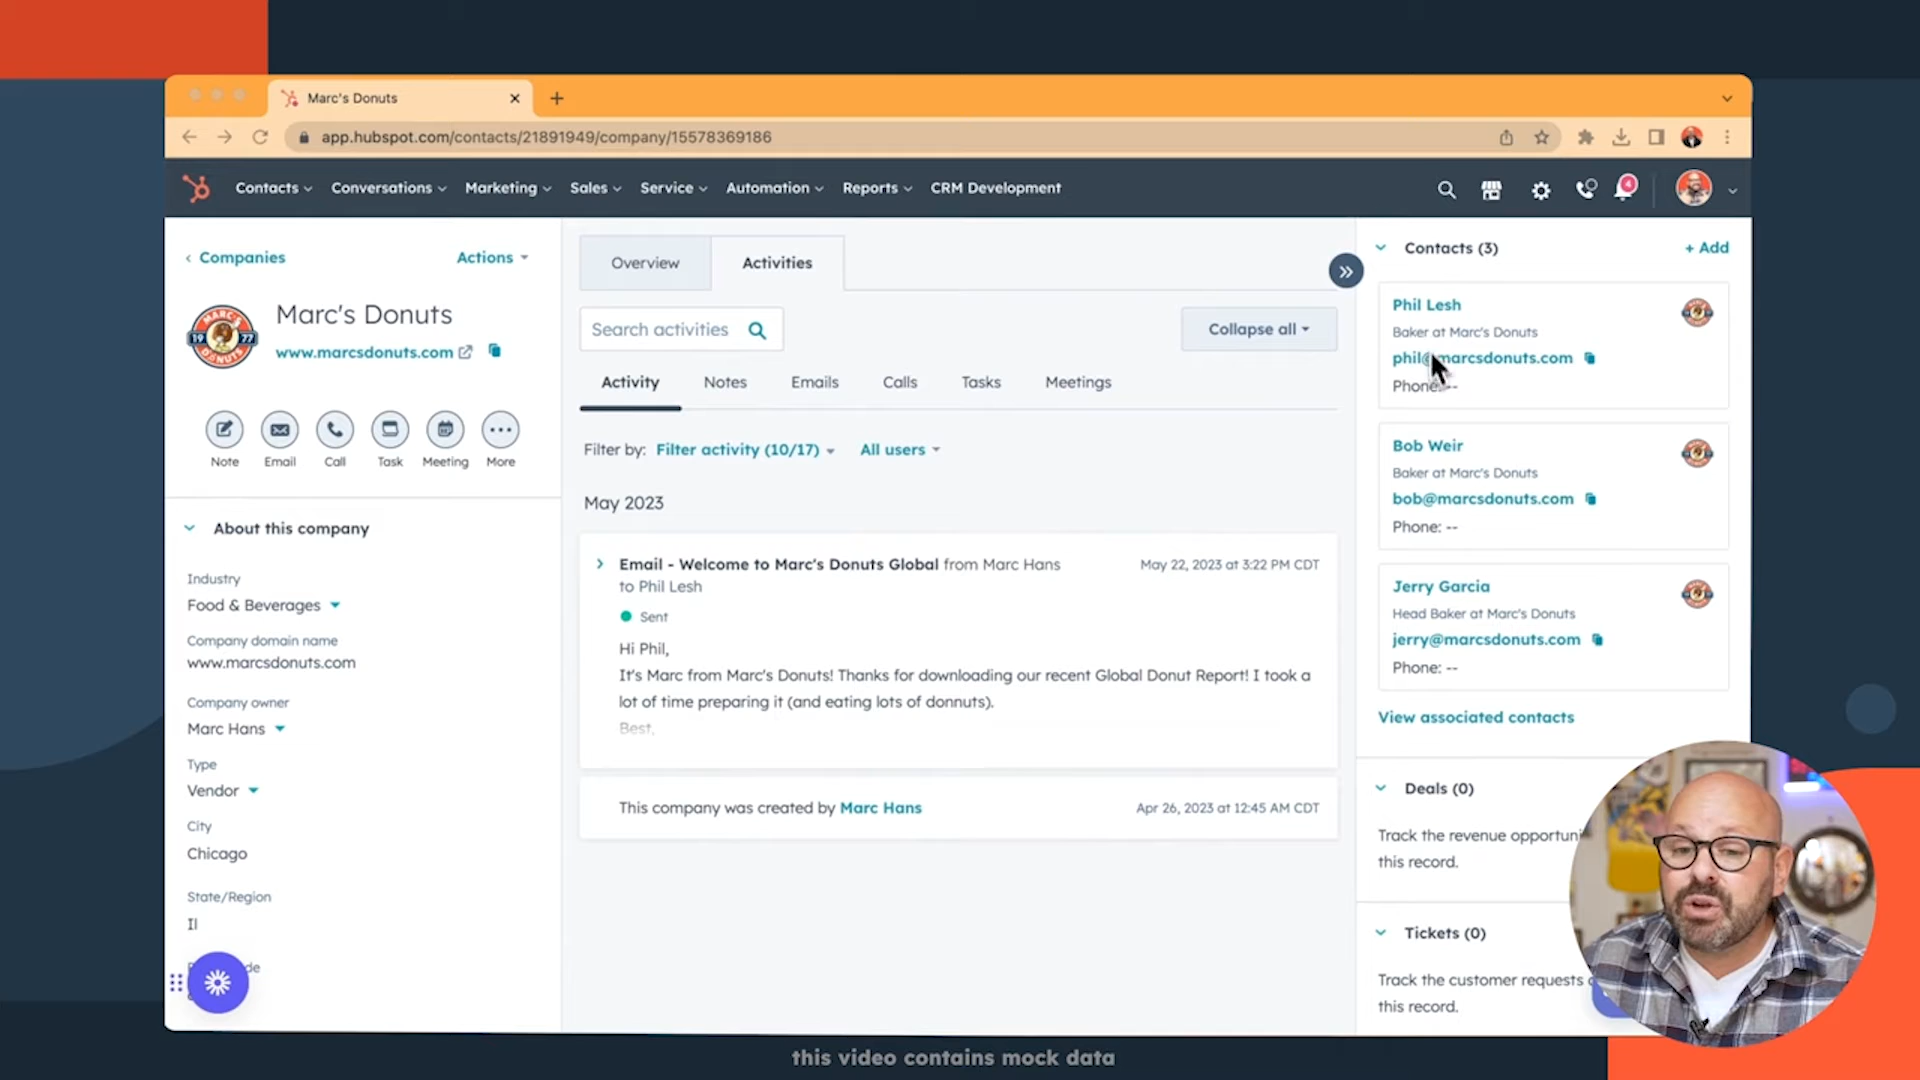 Marc's Donuts
app.hubspot.com/contacts/21891949/company/15578369186
Contacts
Conversations
Marketing
Sales
Service
Automation
Reports
CRM Development
4
Companies
Actions
MARC'S
1977
DONUTS
Marc's Donuts
www.marcsdonuts.com
Note
Email
Call
Task
Meeting
More
About this company
Industry
Food & Beverages
Company domain name
www.marcsdonuts.com
Company owner
Marc Hans
Type
Vendor
City
Chicago
State/Region
Il
Overview
Activities
Search activities
Collapse all
Activity
Notes
Emails
Calls
Tasks
Meetings
Filter by: Filter activity (10/17) All users
May 2023
Email - Welcome to Marc's Donuts Global from Marc Hans
to Phil Lesh
May 22, 2023 at 3:22 PM CDT
Sent
Hi Phil,
It's Marc from Marc's Donuts! Thanks for downloading our recent Global Donut Report! I took a
lot of time preparing it (and eating lots of donnuts).
Best,
This company was created by Marc Hans
Apr 26, 2023 at 12:45 AM CDT
Contacts (3)
+ Add
Phil Lesh
Baker at Marc's Donuts
phil@marcsdonuts.com
Phone: --
Bob Weir
Baker at Marc's Donuts
bob@marcsdonuts.com
Phone: --
Jerry Garcia
Head Baker at Marc's Donuts
jerry@marcsdonuts.com
Phone: --
View associated contacts
Deals (0)
Track the revenue
this record.
Tickets (0)
Track the customer requests
this record.
this video contains mock data